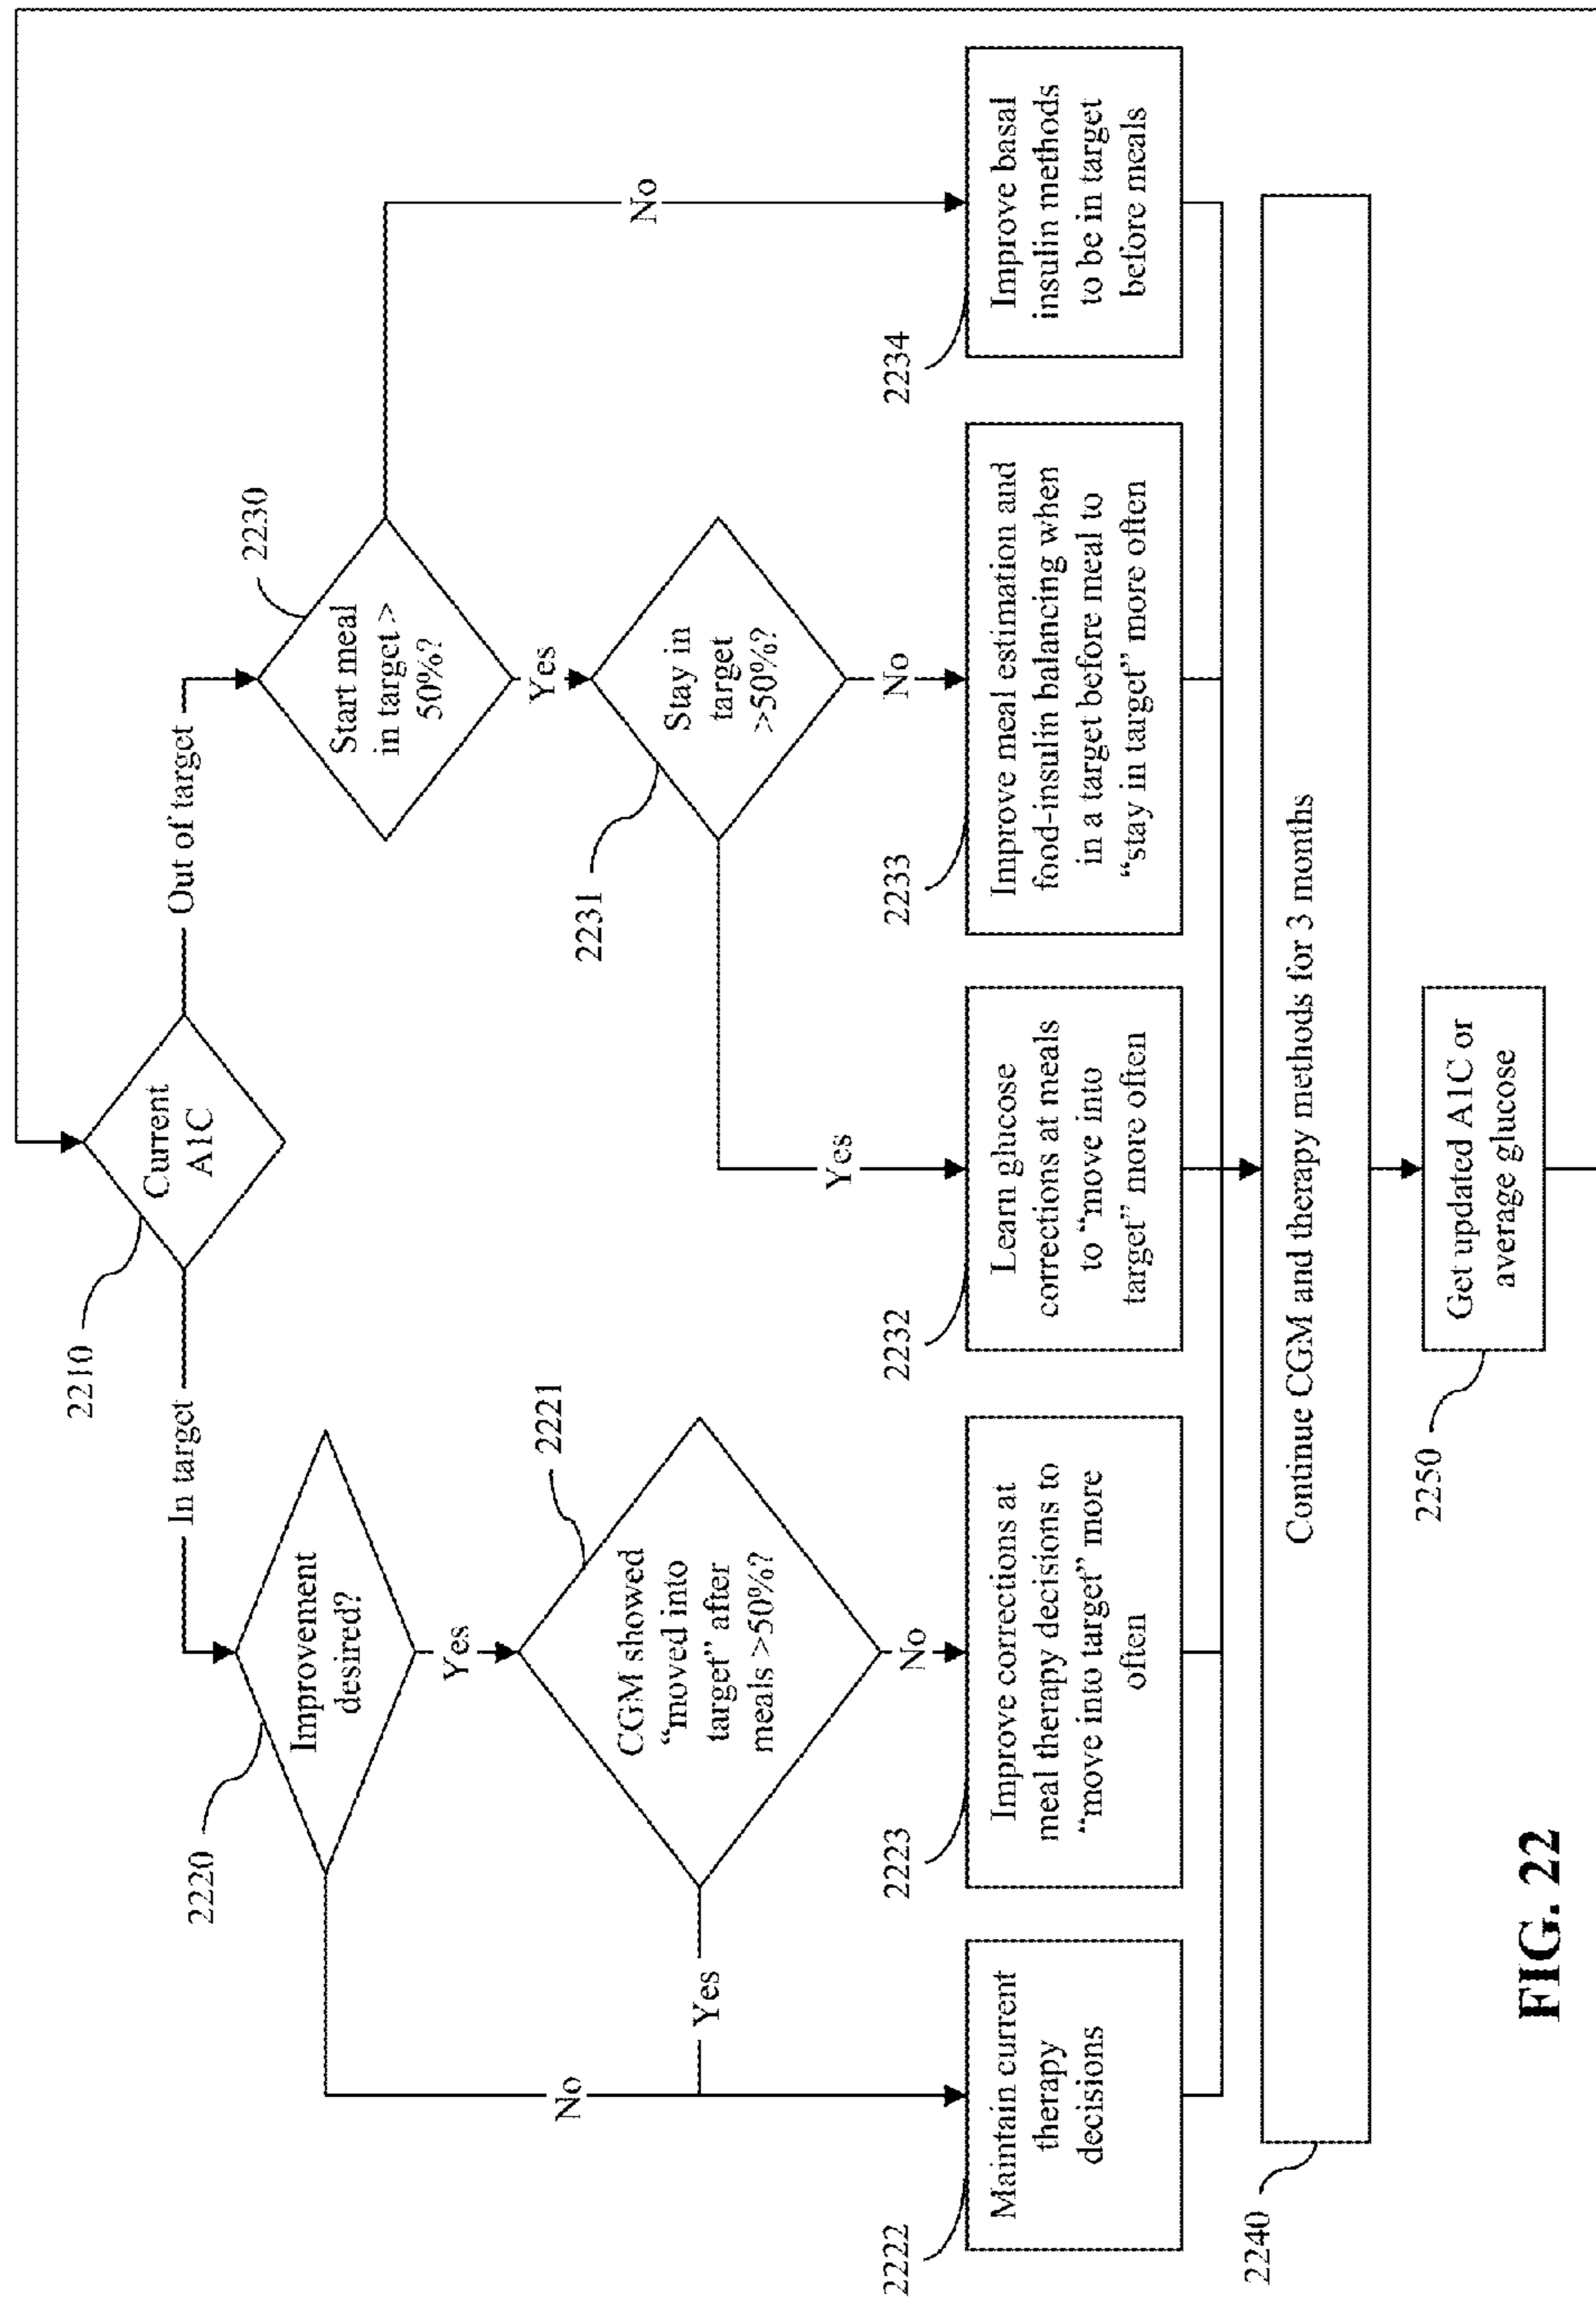 Current
A1C
2210
In target
Out of target
Improvement
desired?
2220
Yes
No
CGM showed
“moved into
target” after
meals >50%?
2221
Yes
No
Start meal
in target >
50%?
2230
Yes
No
Stay in
target
>50%?
2231
Yes
No
2222
Maintain current
therapy
decisions
2223
Improve corrections at
meal therapy decisions to
“move into target” more
often
2232
Learn glucose
corrections at meals
to “move into
target” more often
2233
Improve meal estimation and
food-insulin balancing when
in a target before meal to
“stay in target” more often
2234
Improve basal
insulin methods
to be in target
before meals
Continue CGM and therapy methods for 3 months
2240
Get updated A1C or
average glucose
2250
FIG. 22